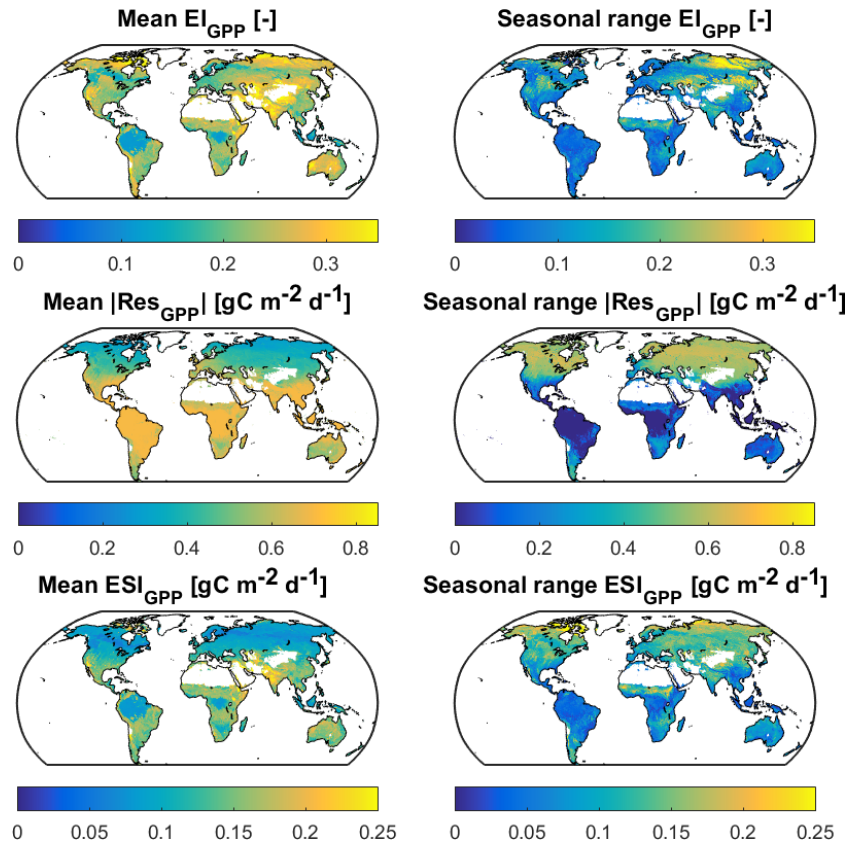 Mean EI_GPP [-]
Seasonal range EI_GPP [-]
0 0.1 0.2 0.3
0 0.1 0.2 0.3
Mean |Res_GPP| [gC m^-2 d^-1]
Seasonal range |Res_GPP| [gC m^-2 d^-1]
0 0.2 0.4 0.6 0.8
0 0.2 0.4 0.6 0.8
Mean ESI_GPP [gC m^-2 d^-1]
Seasonal range ESI_GPP [gC m^-2 d^-1]
0 0.05 0.1 0.15 0.2 0.25
0 0.05 0.1 0.15 0.2 0.25